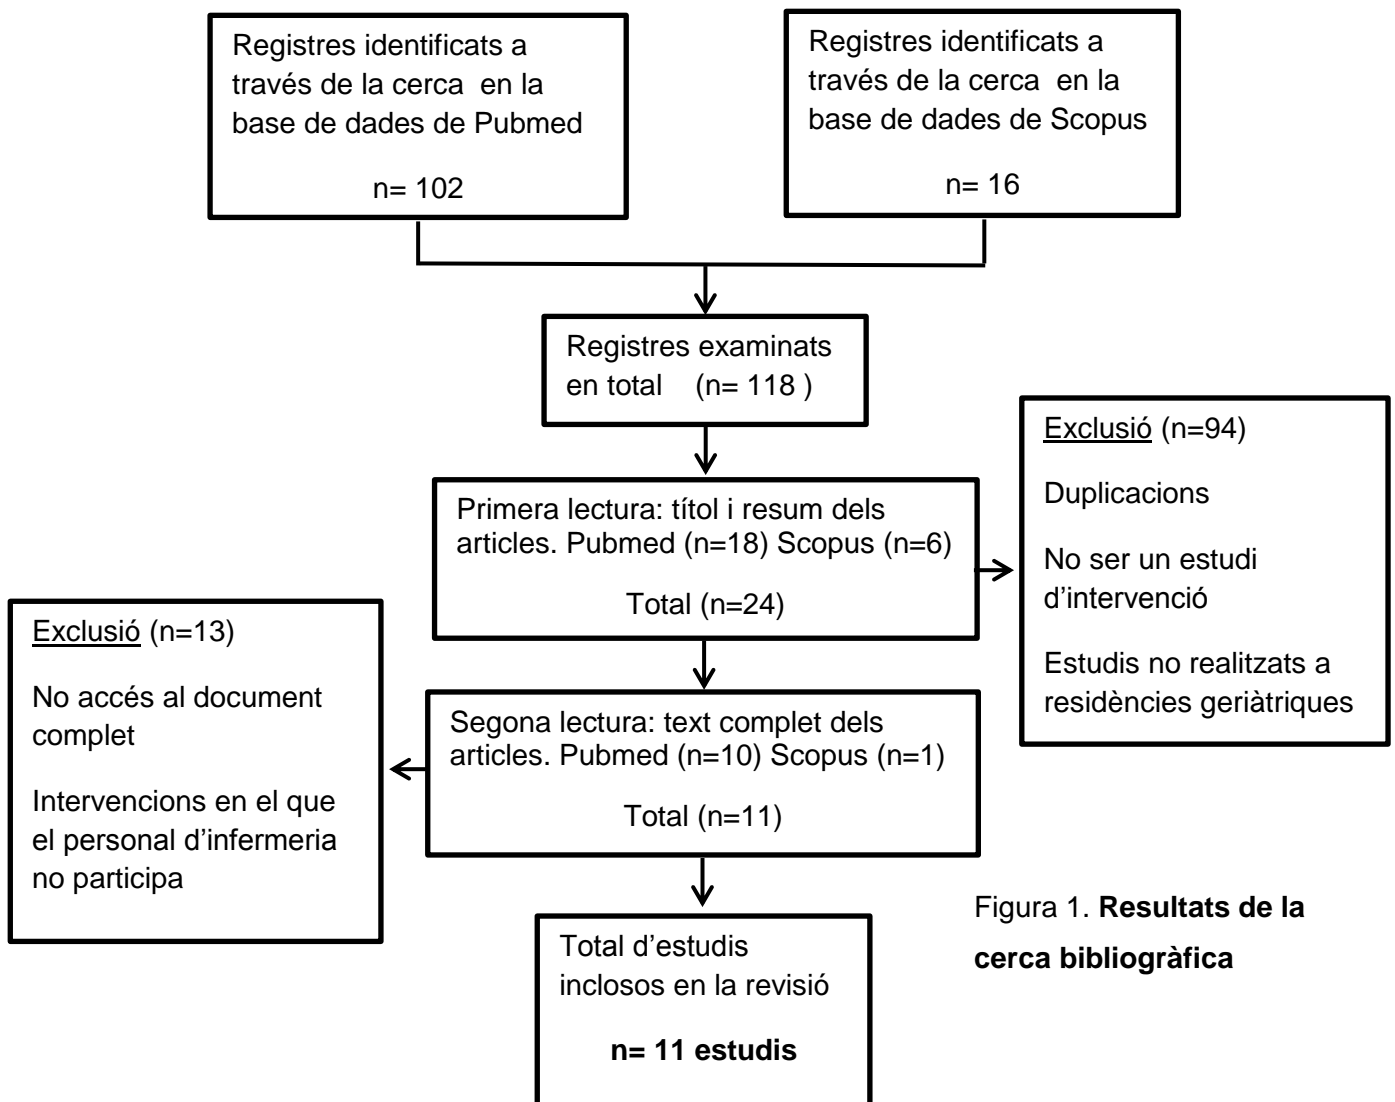 Registres identificats a
través de la cerca en la
base de dades de Pubmed
n= 102
Registres identificats a
través de la cerca en la
base de dades de Scopus
n= 16
Registres examinats
en total (n= 118 )
Primera lectura: títol i resum dels
articles. Pubmed (n=18) Scopus (n=6)
Total (n=24)
Exclusió (n=94)
Duplicacions
No ser un estudi
d’intervenció
Estudis no realitzats a
residències geriàtriques
Exclusió (n=13)
No accés al document
complet
Intervencions en el que
el personal d’infermeria
no participa
Segona lectura: text complet dels
articles. Pubmed (n=10) Scopus (n=1)
Total (n=11)
Total d’estudis
inclosos en la revisió
n= 11 estudis
Figura 1. Resultats de la
cerca bibliogràfica